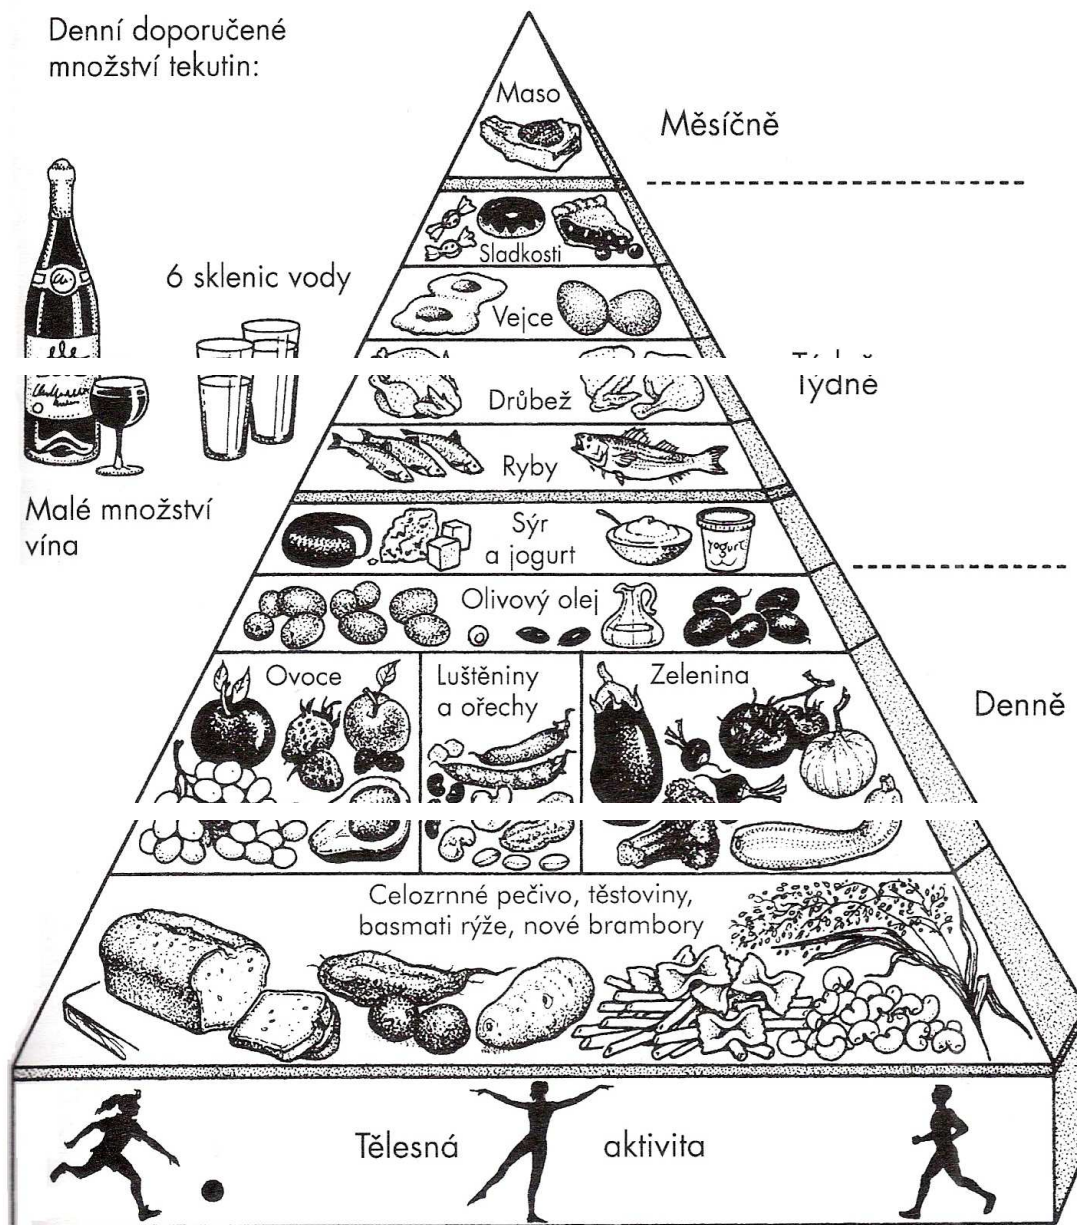 Denní doporučené
množství tekutin:
Maso
Měsíčně
Sladkosti
6 sklenic vody
Vejce
Týdně
Drůbež
Ryby
Malé množství
vína
Sýr
a jogurt
yogurt
Olivový olej
Ovoce
Luštěniny
a ořechy
Zelenina
Denně
Celozrnné pečivo, těstoviny,
basmati rýže, nové brambory
Tělesná aktivita